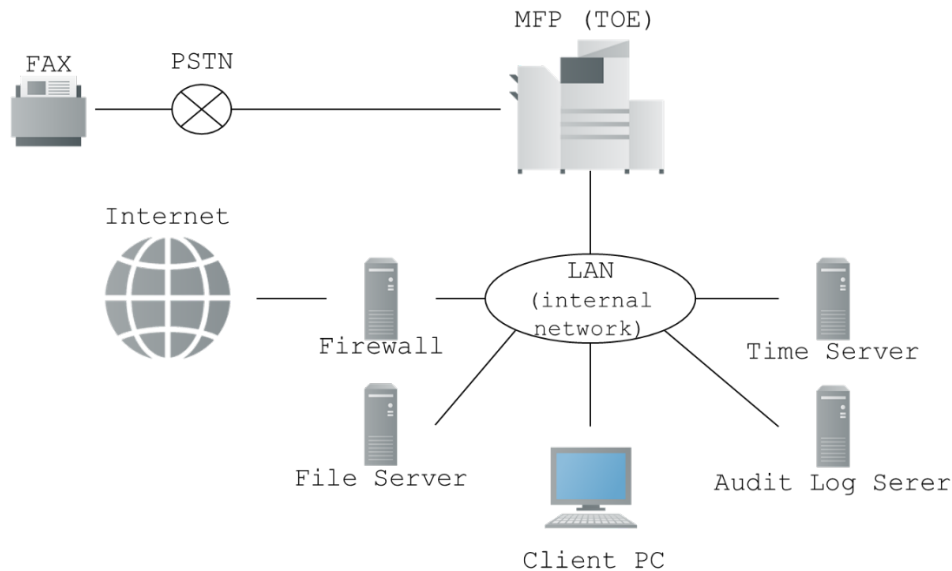 MFP (TOE)
FAX
PSTN
Internet
LAN
(internal
network)
Firewall
Time Server
File Server
Audit Log Serer
Client PC